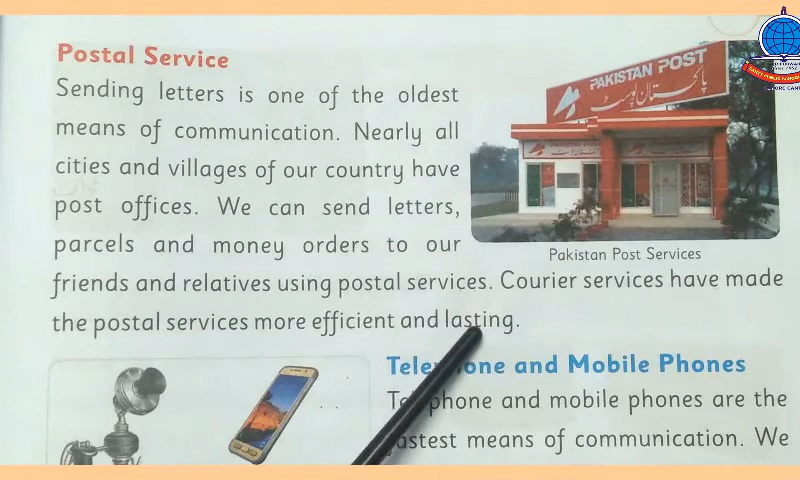 Postal Service
Sending letters is one of the oldest
means of communication. Nearly all
cities and villages of our country have
post offices. We can send letters,
parcels and money orders to our
friends and relatives using postal services. Courier services have made
the postal services more efficient and lasting.
PAKISTAN POST
پاکستان پوسٹ
PAKISTAN POST
Pakistan Post Services
Telephone and Mobile Phones
Telephone and mobile phones are the
fastest means of communication. We